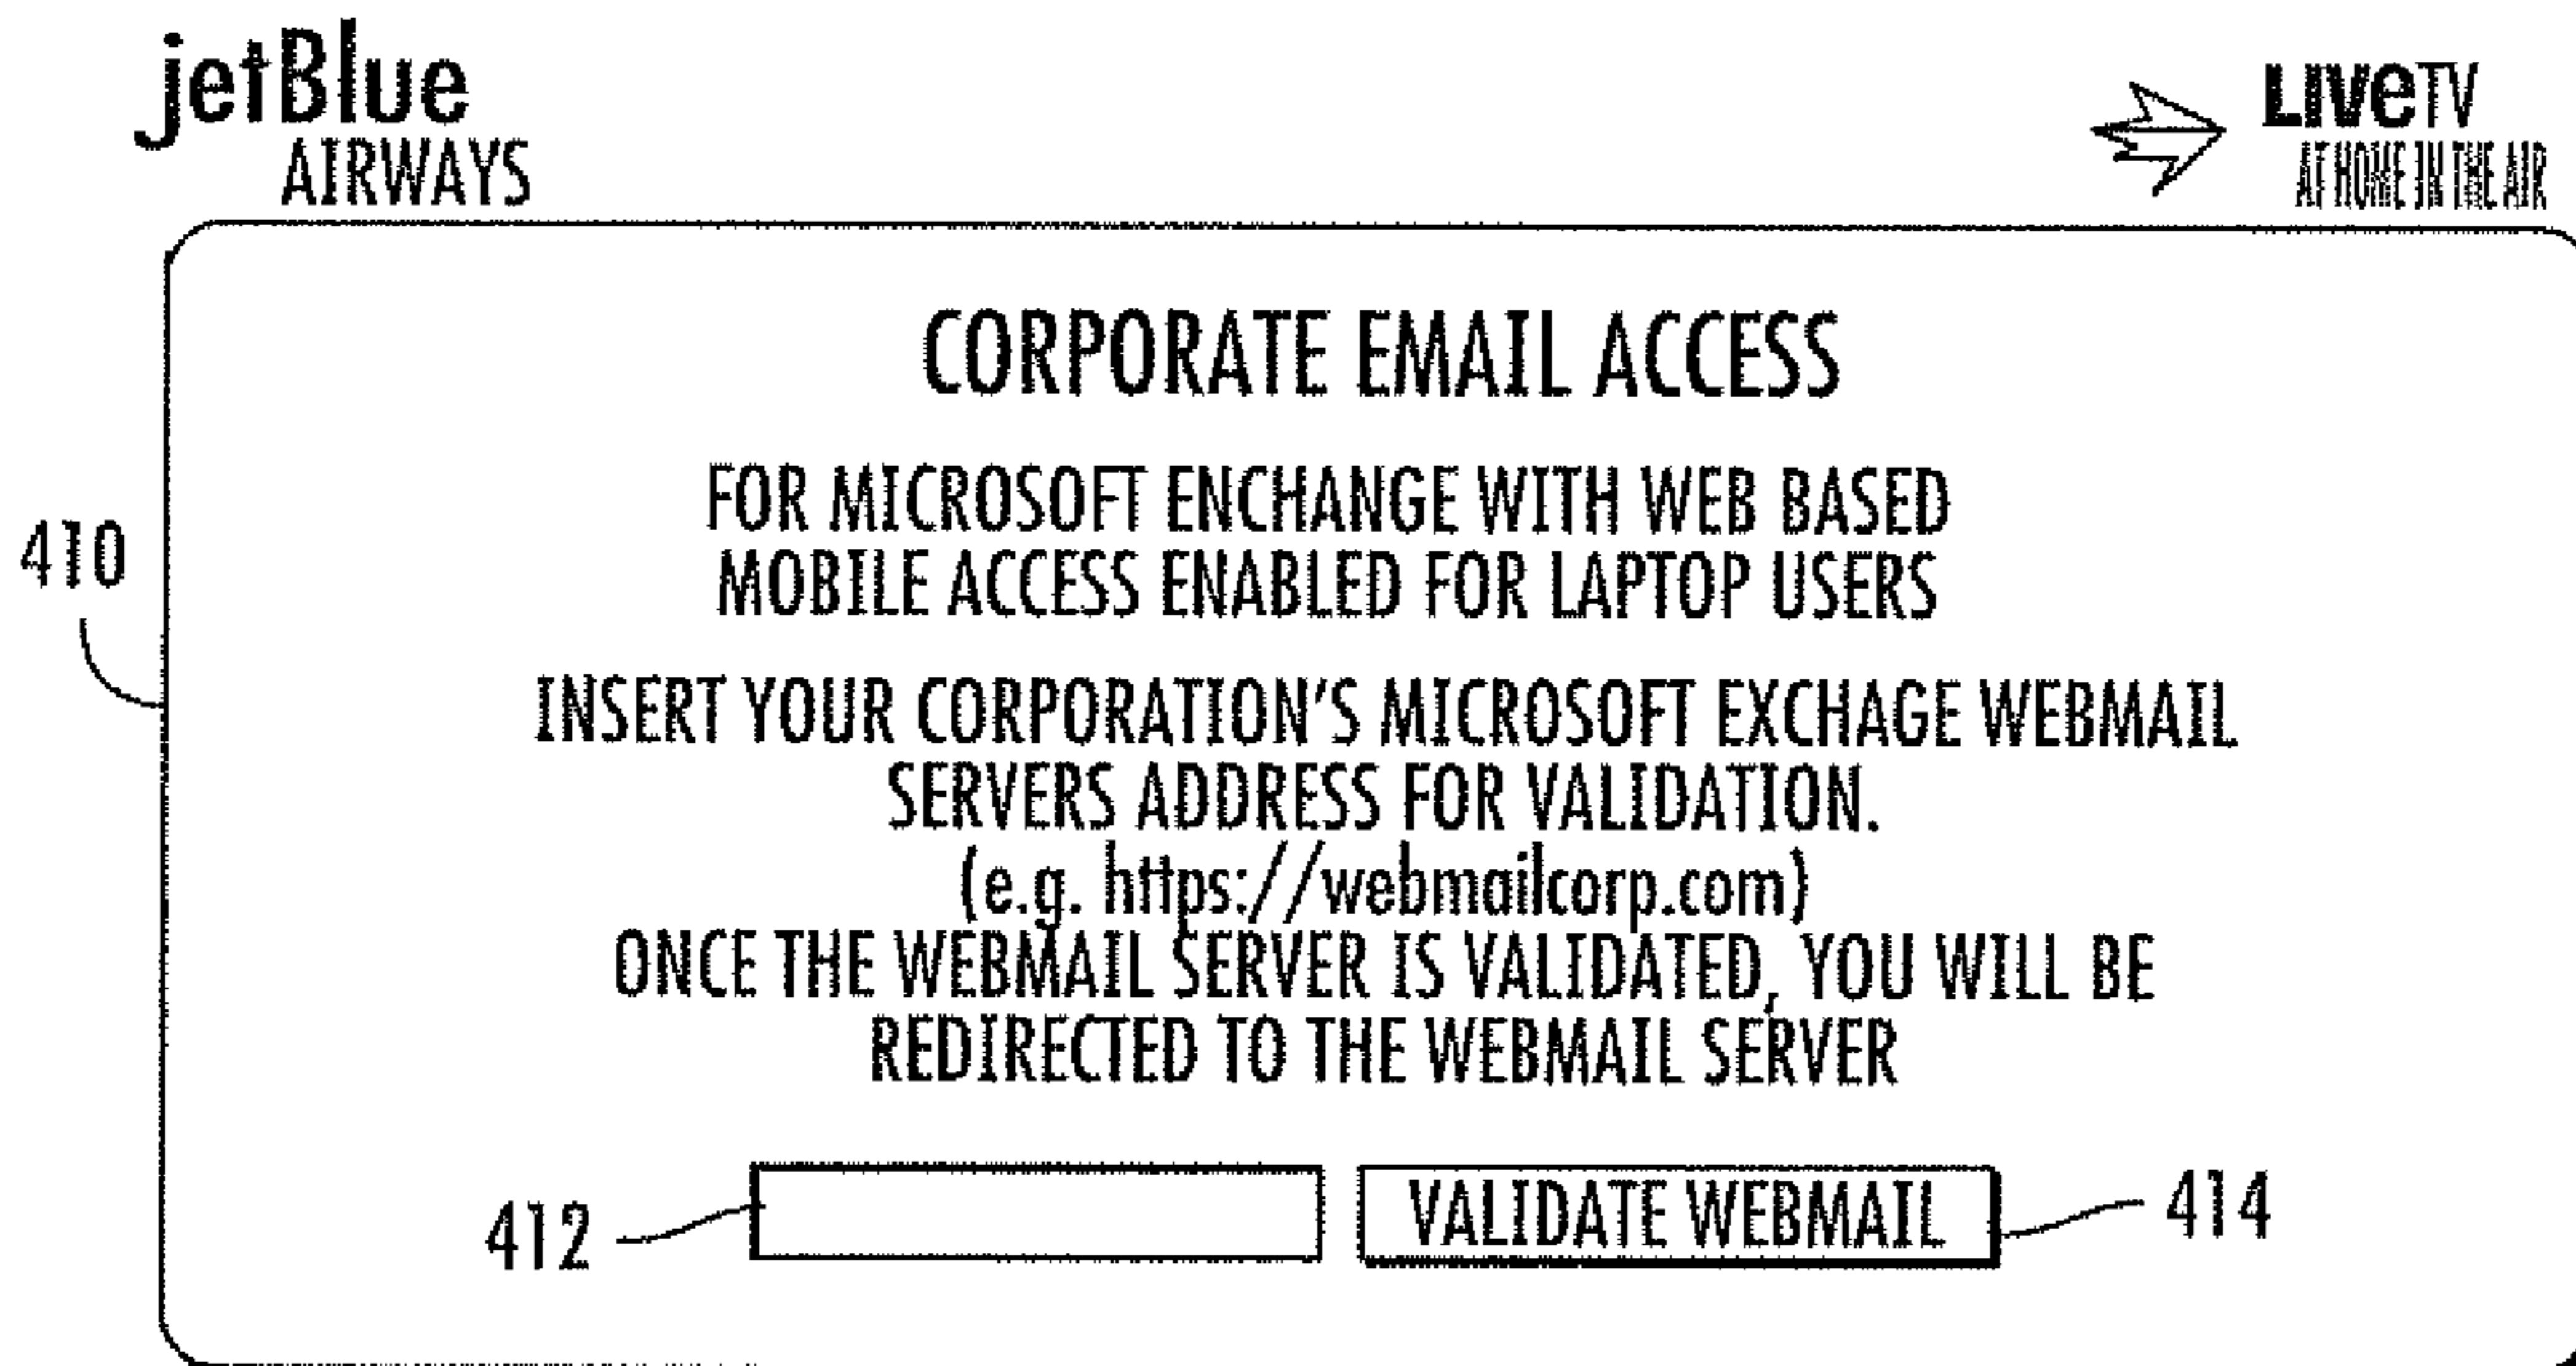 jetBlue
AIRWAYS
LIVeTV
AT HOME IN THE AIR
CORPORATE EMAIL ACCESS
FOR MICROSOFT ENCHANGE WITH WEB BASED
MOBILE ACCESS ENABLED FOR LAPTOP USERS
410
INSERT YOUR CORPORATION'S MICROSOFT EXCHAGE WEBMAIL
SERVERS ADDRESS FOR VALIDATION.
(e.g. https://webmailcorp.com)
ONCE THE WEBMAIL SERVER IS VALIDATED, YOU WILL BE
REDIRECTED TO THE WEBMAIL SERVER
412
VALIDATE WEBMAIL
414